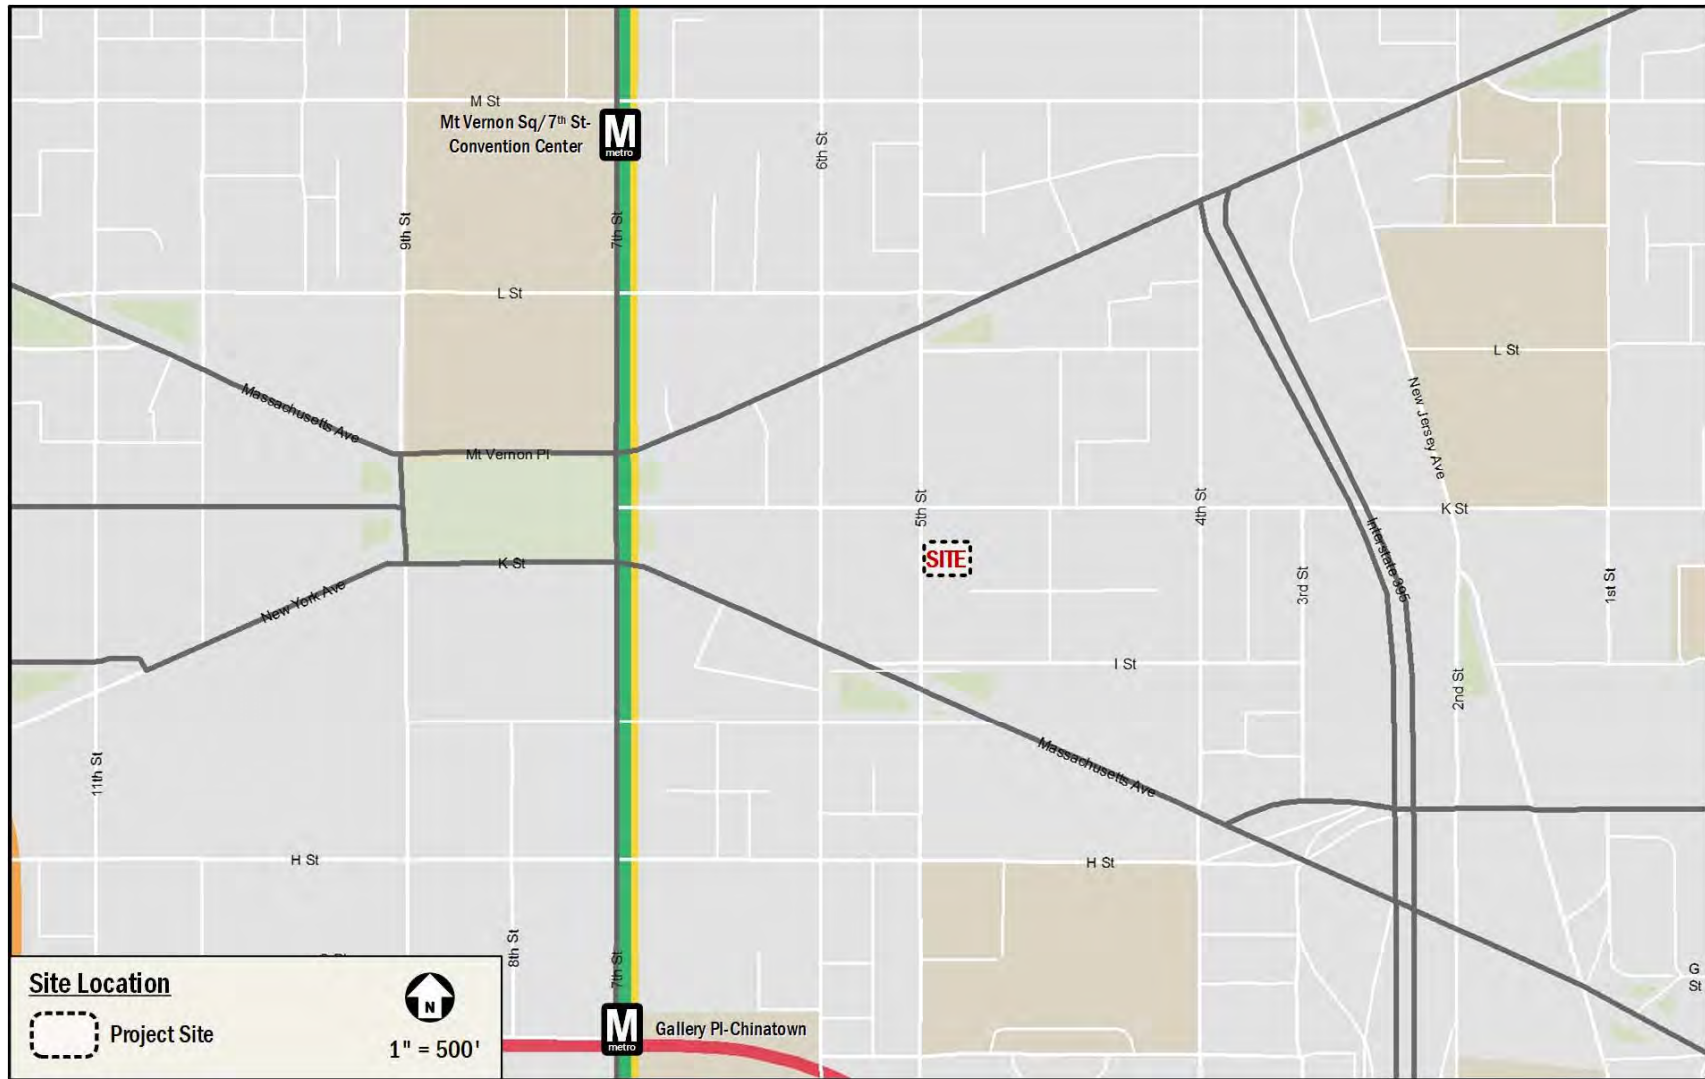 M St
Mt Vernon Sq/7th St-
Convention Center
M
metro
6th St
9th St
7th St
L St
L St
Massachusetts Ave
New Jersey Ave
Mt Vernon Pl
5th St
4th St
K St
SITE
Interstate 395
K St
New York Ave
3rd St
1st St
I St
2nd St
11th St
Massachusetts Ave
H St
H St
8th St
7th St
G
St
Site Location
N
Project Site
1" = 500'
M
metro
Gallery Pl-Chinatown